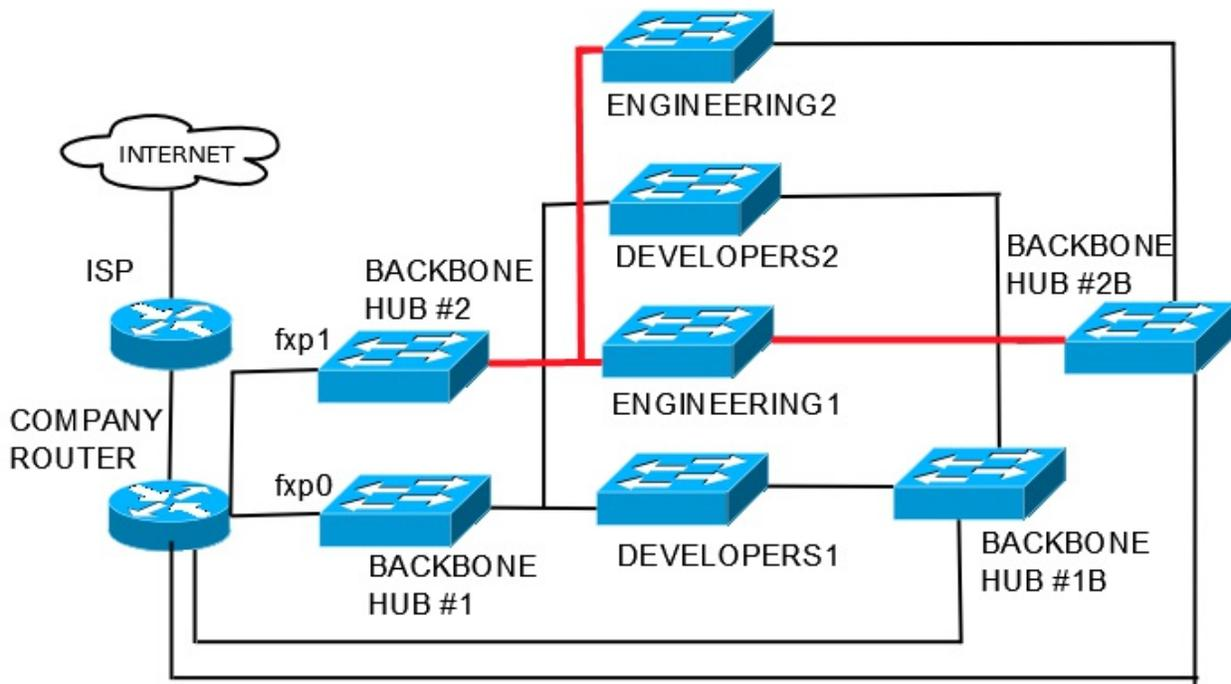 ENGINEERING2
INTERNET
DEVELOPERS2
ISP
BACKBONE
HUB #2
BACKBONE
HUB #2B
fxp1
ENGINEERING1
COMPANY
ROUTER
fxp0
DEVELOPERS1
BACKBONE
HUB #1
BACKBONE
HUB #1B